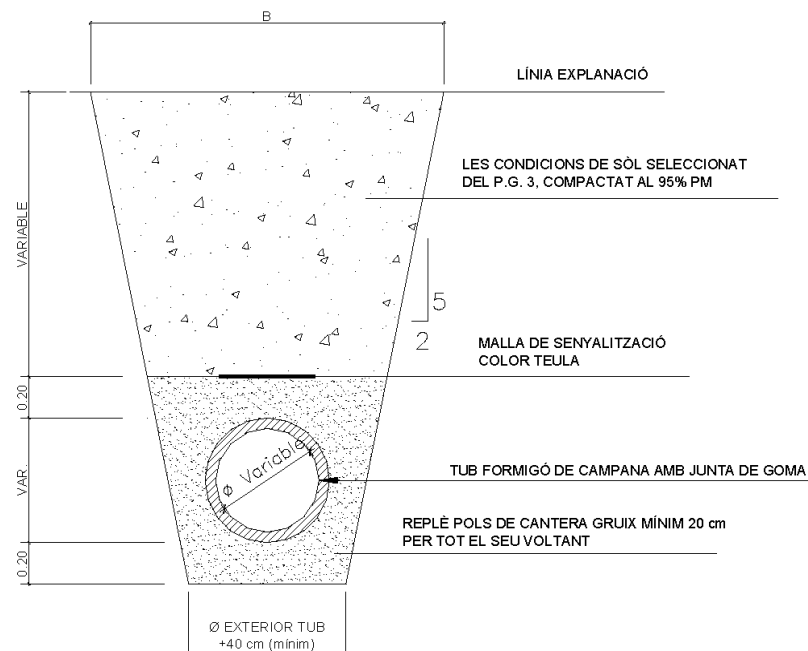 B
LÍNIA EXPLANACIÓ
LES CONDICIONS DE SÒL SELECCIONAT
DEL P.G. 3, COMPACTAT AL 95% PM
VARIABLE
5
2
MALLA DE SENYALITZACIÓ
COLOR TEULA
0.20
Ø Variable
VAR
TUB FORMIGÓ DE CAMPANA AMB JUNTA DE GOMA
REPLÈ POLS DE CANTERA GRUIX MÍNIM 20 cm
PER TOT EL SEU VOLTANT
0.20
Ø EXTERIOR TUB
+40 cm (mínim)